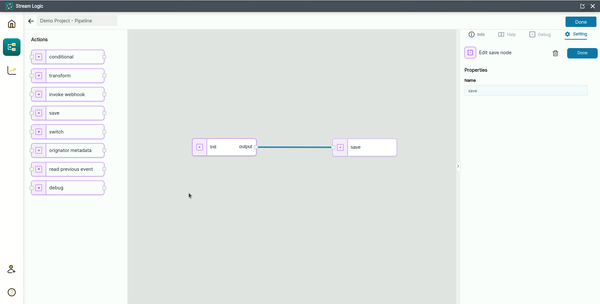 Stream Logic
Demo Project - Pipeline
Done
Actions
conditional
transform
invoke webhook
save
switch
orignator metadata
read previous event
debug
init
output
save
Info
Help
Debug
Setting
Edit save node
Done
Properties
Name
save